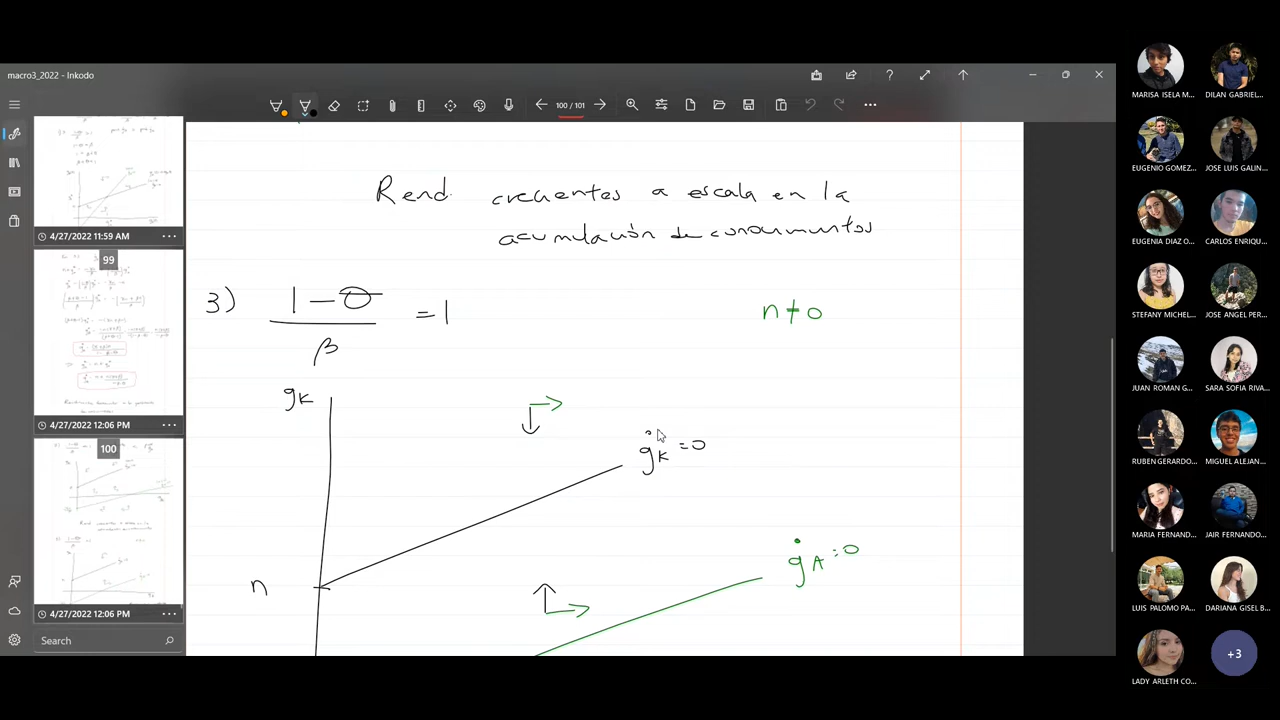 macro3_2022 - Inkodo
100 / 101
4/27/2022 11:59 AM
99
4/27/2022 12:06 PM
100
4/27/2022 12:06 PM
Search
Rend. crecientes a escala en la
acumulación de conocimientos
3) 1 - θ
= 1
β
n ≠ 0
gK
ġK = 0
n
ġA = 0
MARISA ISELA M...
DILAN GABRIEL...
EUGENIO GOMEZ...
JOSE LUIS GALIN...
EUGENIA DIAZ O...
CARLOS ENRIQU...
STEFANY MICHEL...
JOSE ANGEL PER...
JUAN ROMAN G...
SARA SOFIA RIVA...
RUBEN GERARDO...
MIGUEL ALEJAN...
MARIA FERNAND...
JAIR FERNANDO...
LUIS PALOMO PA...
DARIANA GISEL B...
LADY ARLETH CO...
+3